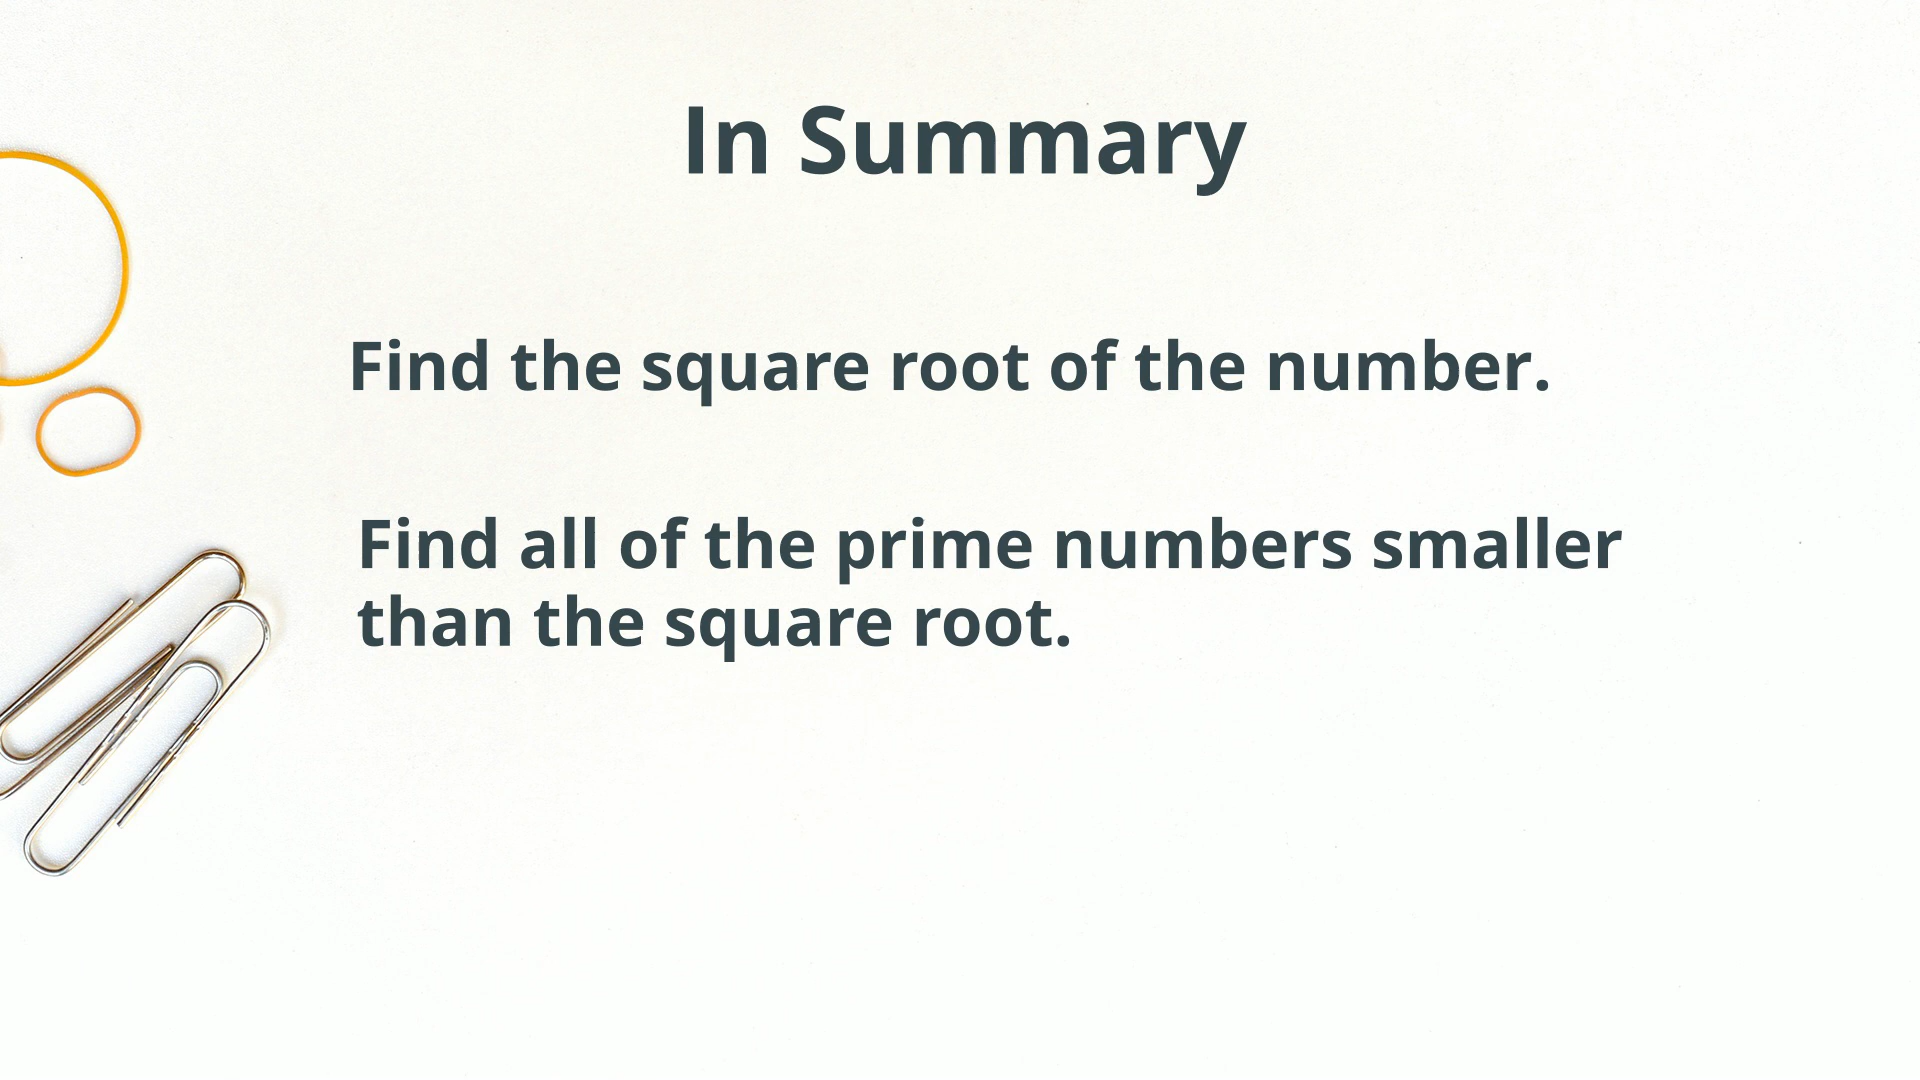 In Summary
Find the square root of the number.
Find all of the prime numbers smaller
than the square root.